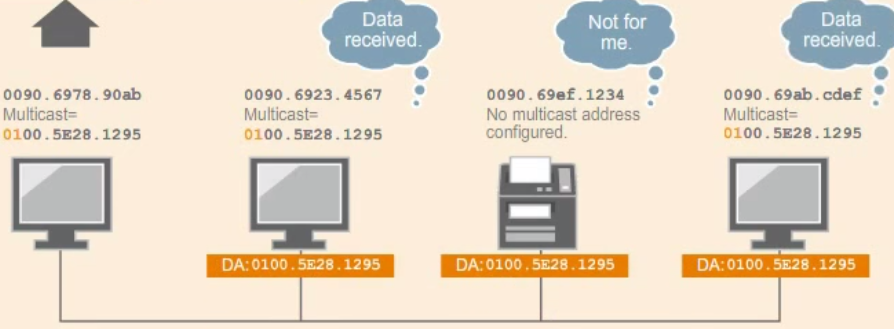 Data
received.
Not for
me.
Data
received.
0090.6978.90ab
Multicast=
0100.5E28.1295
0090.6923.4567
Multicast=
0100.5E28.1295
0090.69ef.1234
No multicast address
configured.
0090.69ab.cdef
Multicast=
0100.5E28.1295
DA:0100.5E28.1295
DA:0100.5E28.1295
DA:0100.5E28.1295